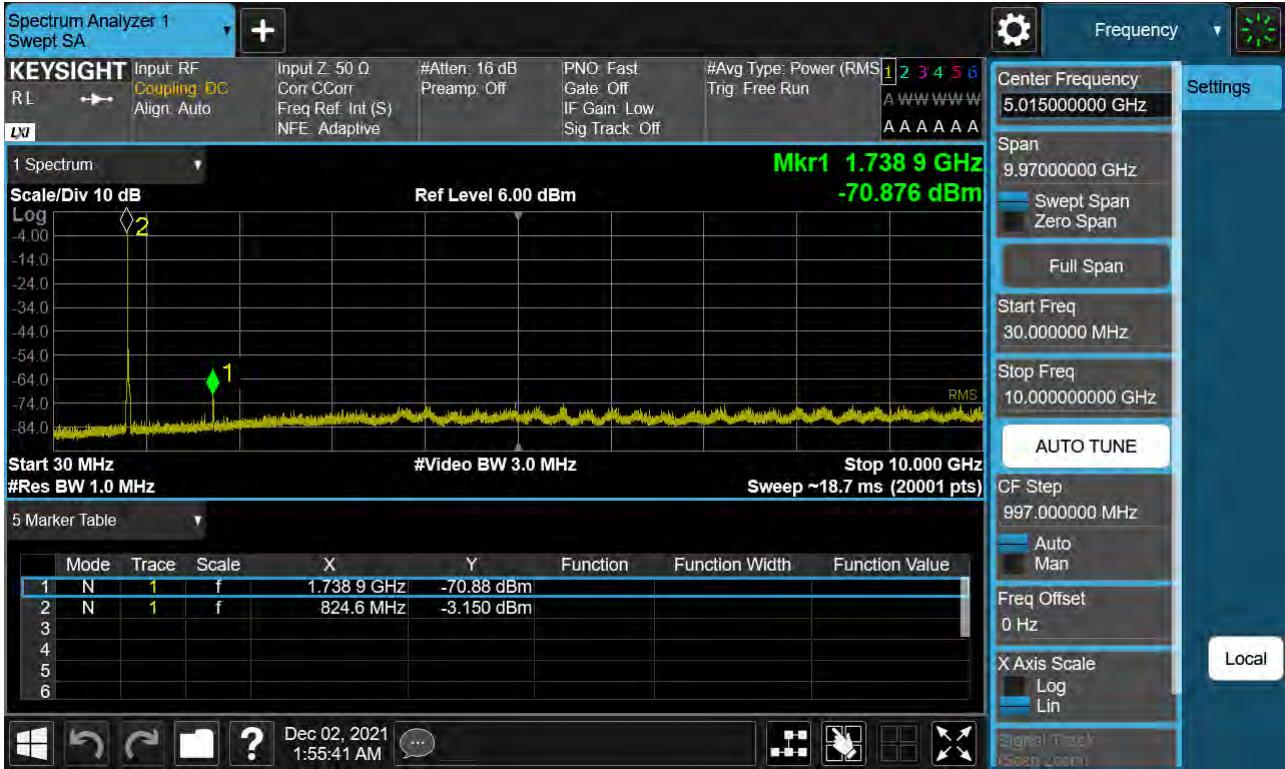 Spectrum Analyzer 1
Swept SA
Frequency
KEYSIGHT
RL
LXI
Input: RF
Coupling: DC
Align: Auto
Input Z: 50 Ω
Corr CCorr
Freq Ref: Int (S)
NFE: Adaptive
#Atten: 16 dB
Preamp: Off
PNO: Fast
Gate: Off
IF Gain: Low
Sig Track: Off
#Avg Type: Power (RMS
Trig: Free Run
1 2 3 4 5 6
A W W W W W
A A A A A A
1 Spectrum
Mkr1 1.738 9 GHz
-70.876 dBm
Scale/Div 10 dB
Ref Level 6.00 dBm
Log
-4.00
-14.0
-24.0
-34.0
-44.0
-54.0
-64.0
-74.0
-84.0
2
1
RMS
Start 30 MHz
#Video BW 3.0 MHz
Stop 10.000 GHz
#Res BW 1.0 MHz
Sweep ~18.7 ms (20001 pts)
5 Marker Table
Mode Trace Scale X Y Function Function Width Function Value
1 N 1 f 1.738 9 GHz -70.88 dBm
2 N 1 f 824.6 MHz -3.150 dBm
3
4
5
6
Dec 02, 2021
1:55:41 AM
Center Frequency
5.015000000 GHz
Settings
Span
9.97000000 GHz
Swept Span
Zero Span
Full Span
Start Freq
30.000000 MHz
Stop Freq
10.000000000 GHz
AUTO TUNE
CF Step
997.000000 MHz
Auto
Man
Freq Offset
0 Hz
X Axis Scale
Log
Lin
Local
Signal Track
(Span Zoom)